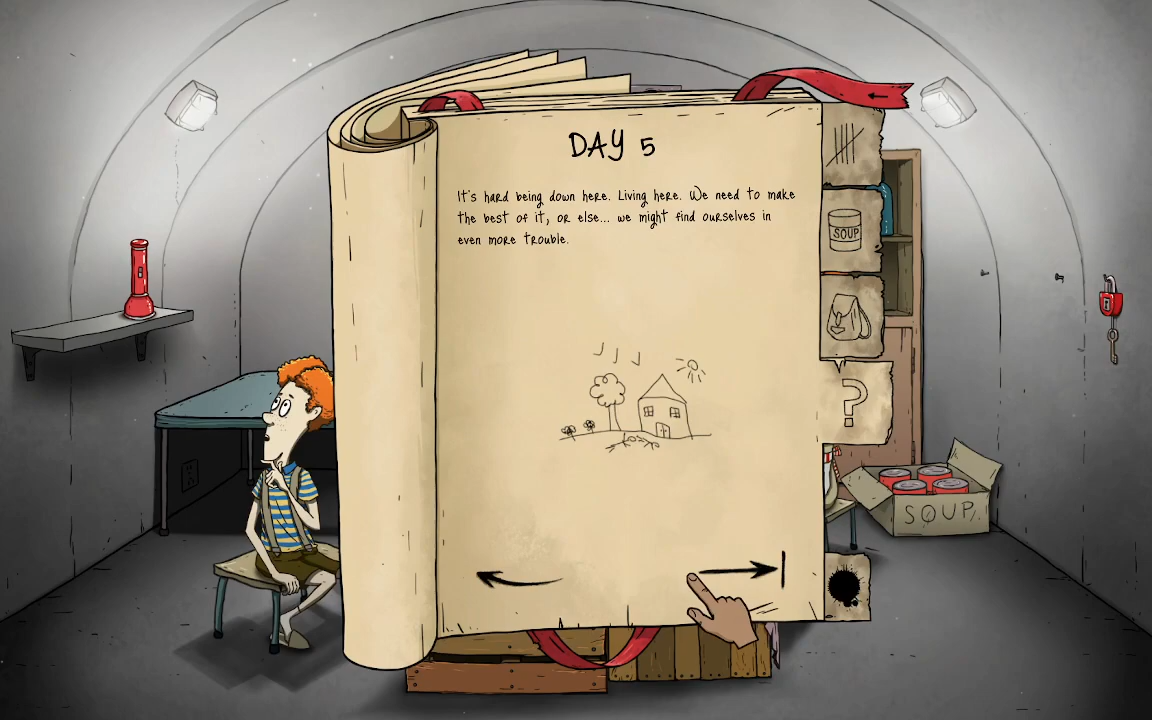 DAY 5
It's hard being down here. Living here. We need to make
the best of it, or else... we might find ourselves in
even more trouble.
SOUP
?
SOUP